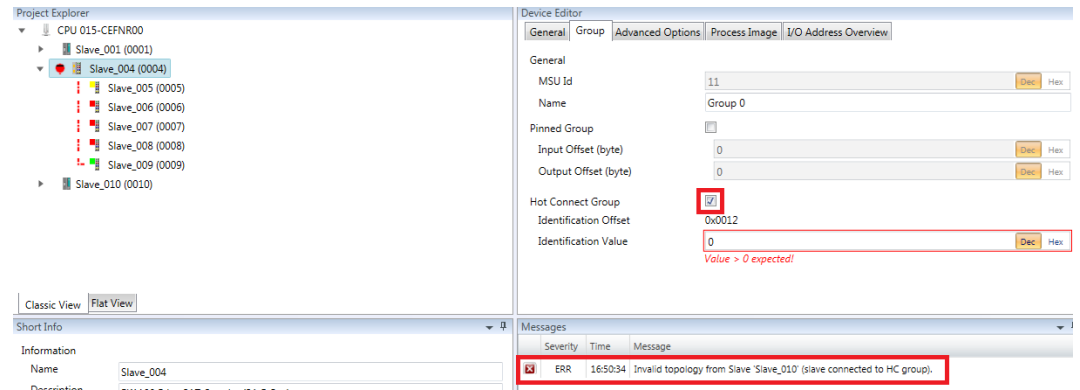 Project Explorer
CPU 015-CEFNR00
Slave_001 (0001)
Slave_004 (0004)
Slave_005 (0005)
Slave_006 (0006)
Slave_007 (0007)
Slave_008 (0008)
Slave_009 (0009)
Slave_010 (0010)
Classic View Flat View
Device Editor
General Group Advanced Options Process Image I/O Address Overview
General
MSU Id 11 Dec Hex
Name Group 0
Pinned Group
Input Offset (byte) 0 Dec Hex
Output Offset (byte) 0 Dec Hex
Hot Connect Group
Identification Offset 0x0012
Identification Value 0 Dec Hex
Value > 0 expected!
Short Info
Information
Name Slave_004
Description
Messages
Severity Time Message
ERR 16:50:34 Invalid topology from Slave 'Slave_010' (slave connected to HC group).